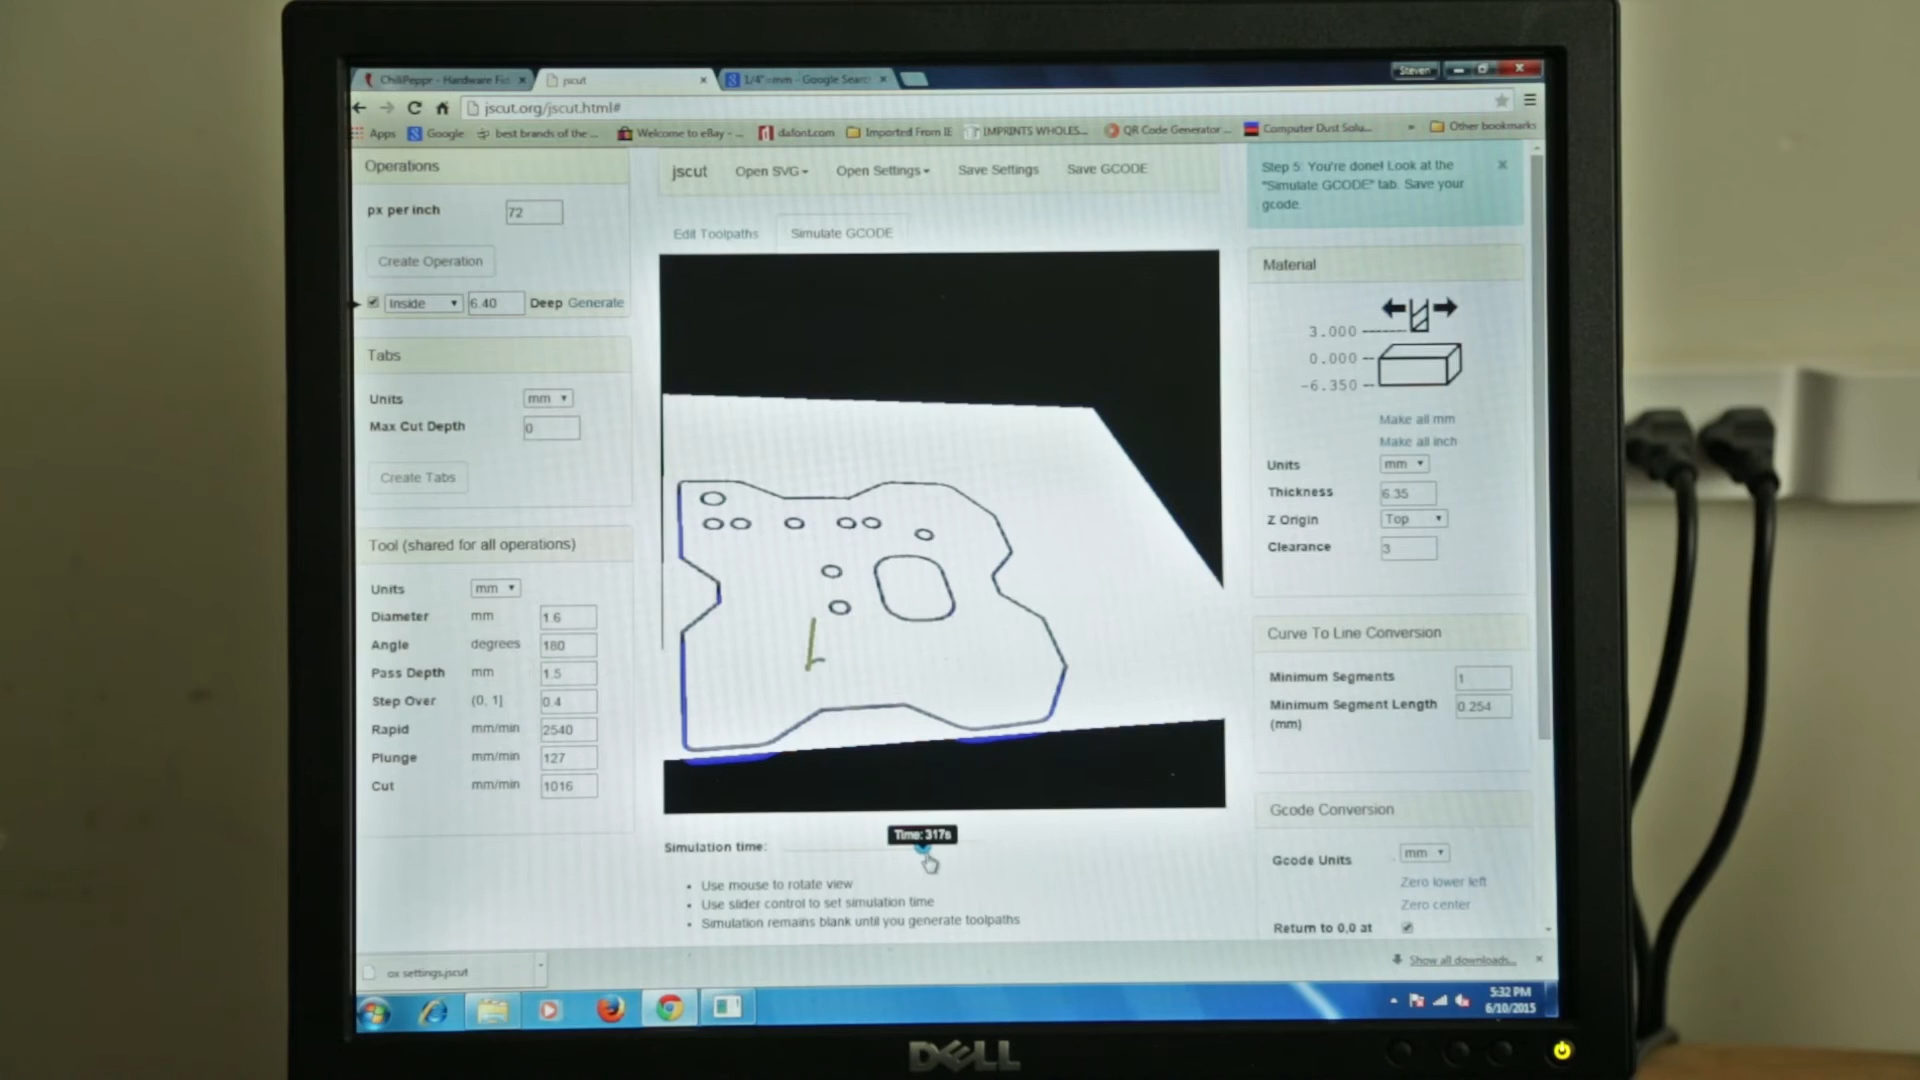 ChiliPeppr - Hardware Fid
jscut
1/4"=mm - Google Search
Steven
jscut.org/jscut.html#
Apps
Google
best brands of the ...
Welcome to eBay - ...
dafont.com
Imported From IE
IMPRINTS WHOLES...
QR Code Generator ...
Computer Dust Solu...
»
Other bookmarks
Operations
px per inch
72
Create Operation
Inside
6.40
Deep
Generate
Tabs
Units
mm
Max Cut Depth
0
Create Tabs
Tool (shared for all operations)
Units
mm
Diameter mm 1.6
Angle degrees 180
Pass Depth mm 1.5
Step Over (0, 1] 0.4
Rapid mm/min 2540
Plunge mm/min 127
Cut mm/min 1016
jscut
Open SVG
Open Settings
Save Settings
Save GCODE
Edit Toolpaths
Simulate GCODE
Time: 317s
Simulation time:
• Use mouse to rotate view
• Use slider control to set simulation time
• Simulation remains blank until you generate toolpaths
Step 5: You're done! Look at the
"Simulate GCODE" tab. Save your
gcode.
Material
3.000
0.000
-6.350
Make all mm
Make all inch
Units mm
Thickness 6.35
Z Origin Top
Clearance 3
Curve To Line Conversion
Minimum Segments 1
Minimum Segment Length 0.254
(mm)
Gcode Conversion
Gcode Units mm
Zero lower left
Zero center
Return to 0,0 at
ox settings.jscut
Show all downloads...
5:32 PM
6/10/2015
DELL